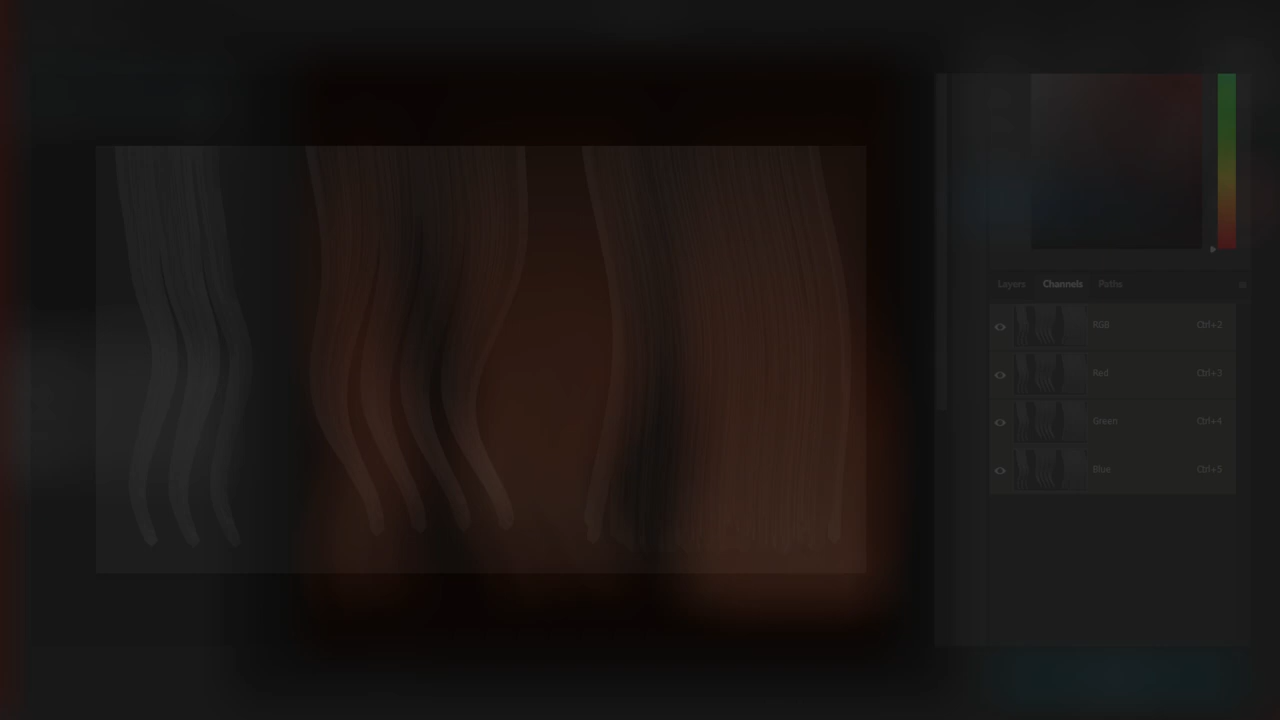 Layers Channels Paths
RGB Ctrl+2
Red Ctrl+3
Green Ctrl+4
Blue Ctrl+5